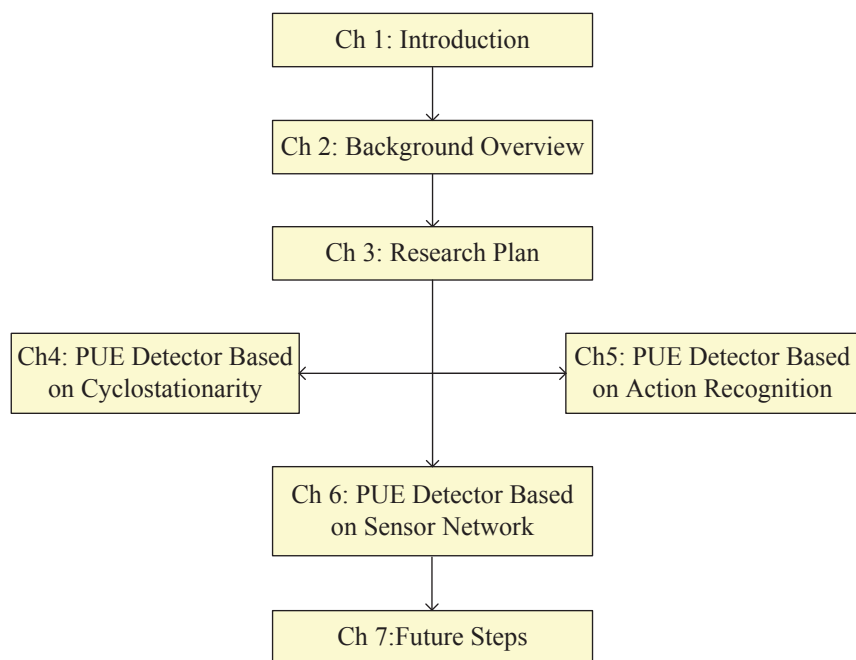 Ch 1: Introduction
Ch 2: Background Overview
Ch 3: Research Plan
Ch4: PUE Detector Based
on Cyclostationarity
Ch5: PUE Detector Based
on Action Recognition
Ch 6: PUE Detector Based
on Sensor Network
Ch 7:Future Steps